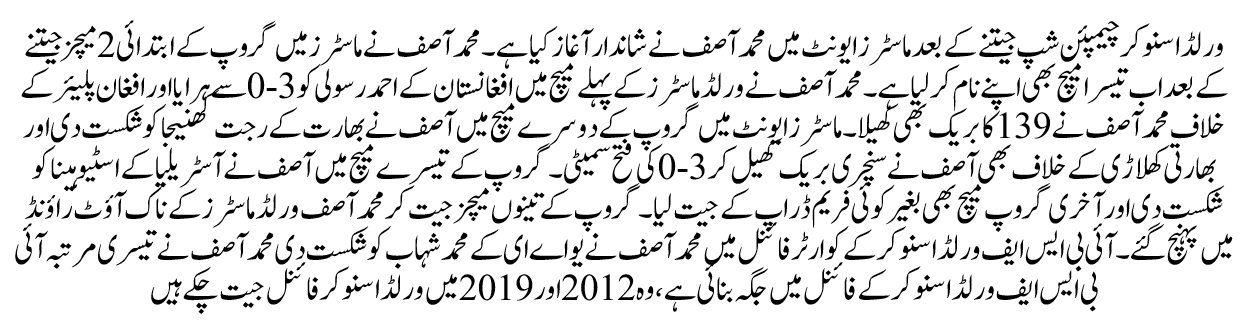 ورلڈ اسنوکر چیمپئن شپ جیتنے کے بعد ماسٹرز ایونٹ میں محمد آصف نے شاندار آغاز کیا ہے۔ محمد آصف نے ماسٹرز میں گروپ کے ابتدائی 2 میچز جیتنے
کے بعد اب تیسرا میچ بھی اپنے نام کر لیا ہے۔ محمد آصف نے ورلڈ ماسٹرز کے پہلے میچ میں افغانستان کے احمد رسولی کو 3-0 سے ہرایا اور افغان پلیئر کے
خلاف محمد آصف نے 139 کا بریک بھی کھیلا۔ ماسٹرز ایونٹ میں گروپ کے دوسرے میچ میں آصف نے بھارت کے رجت کھنیجا کو شکست دی اور
بھارتی کھلاڑی کے خلاف بھی آصف نے سنچری بریک کھیل کر 3-0 کی فتح سمیٹی۔ گروپ کے تیسرے میچ میں آصف نے آسٹریلیا کے اسٹیو مینا کو
شکست دی اور آخری گروپ میچ بھی بغیر کوئی فریم ڈراپ کے جیت لیا۔ گروپ کے تینوں میچز جیت کر محمد آصف ورلڈ ماسٹرز کے ناک آؤٹ راؤنڈ
میں پہنچ گئے۔ آئی بی ایس ایف ورلڈ اسنوکر کے کوارٹر فائنل میں محمد آصف نے یو اے ای کے محمد شہاب کو شکست دی محمد آصف نے تیسری مرتبہ آئی
بی ایس ایف ورلڈ اسنوکر کے فائنل میں جگہ بنائی ہے، وہ 2012 اور 2019 میں ورلڈ اسنوکر فائنل جیت چکے ہیں